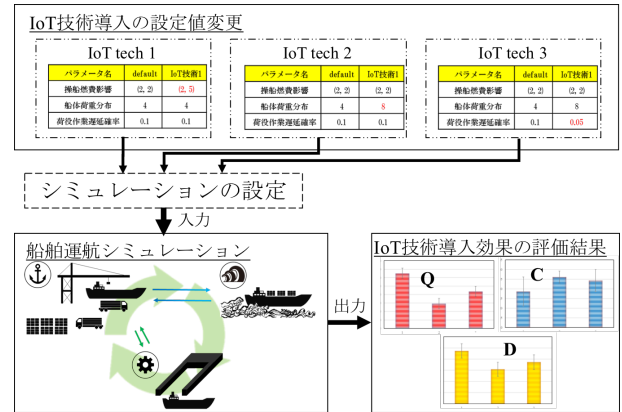 IoT技術導入の設定値変更
IoT tech 1
パラメータ名 default IoT技術1
操船燃費影響 (2, 2) (2, 5)
船体荷重分布 4 4
荷役作業遅延確率 0.1 0.1
IoT tech 2
パラメータ名 default IoT技術1
操船燃費影響 (2, 2) (2, 2)
船体荷重分布 4 8
荷役作業遅延確率 0.1 0.1
IoT tech 3
パラメータ名 default IoT技術1
操船燃費影響 (2, 2) (2, 2)
船体荷重分布 4 8
荷役作業遅延確率 0.1 0.05
シミュレーションの設定
入力
船舶運航シミュレーション
出力
IoT技術導入効果の評価結果
Q
C
D